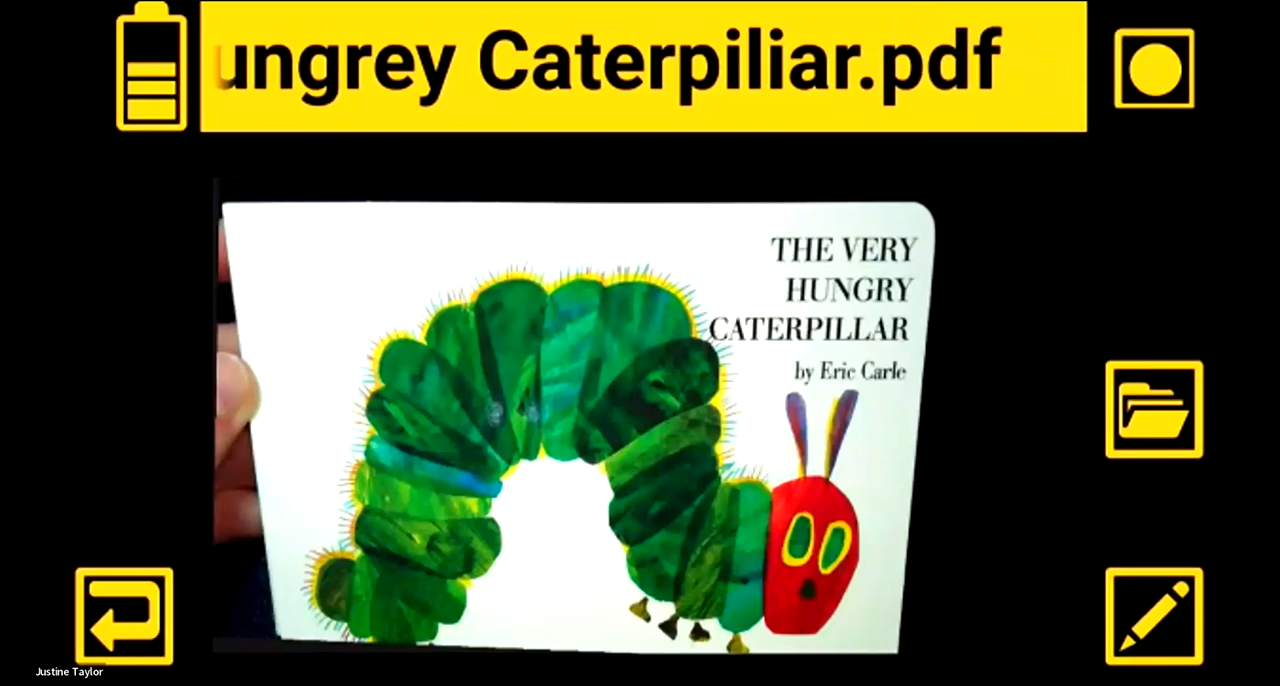 ungrey Caterpiliar.pdf
THE VERY
HUNGRY
CATERPILLAR
by Eric Carle
Justine Taylor